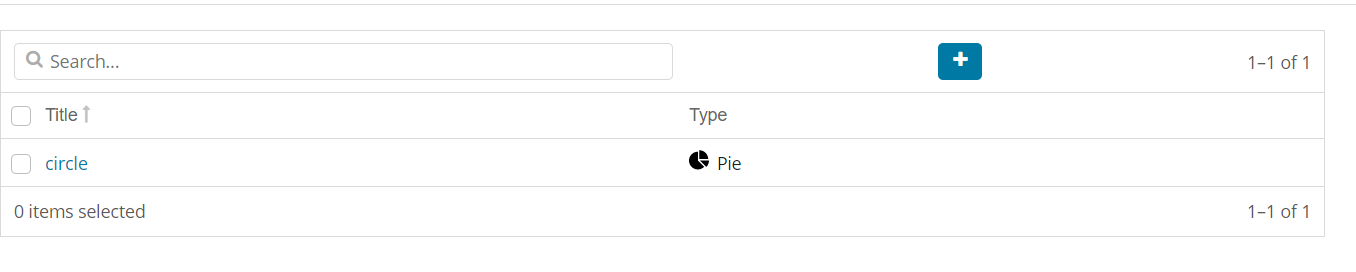 Search...
1–1 of 1
Title Type
circle Pie
0 items selected 1–1 of 1